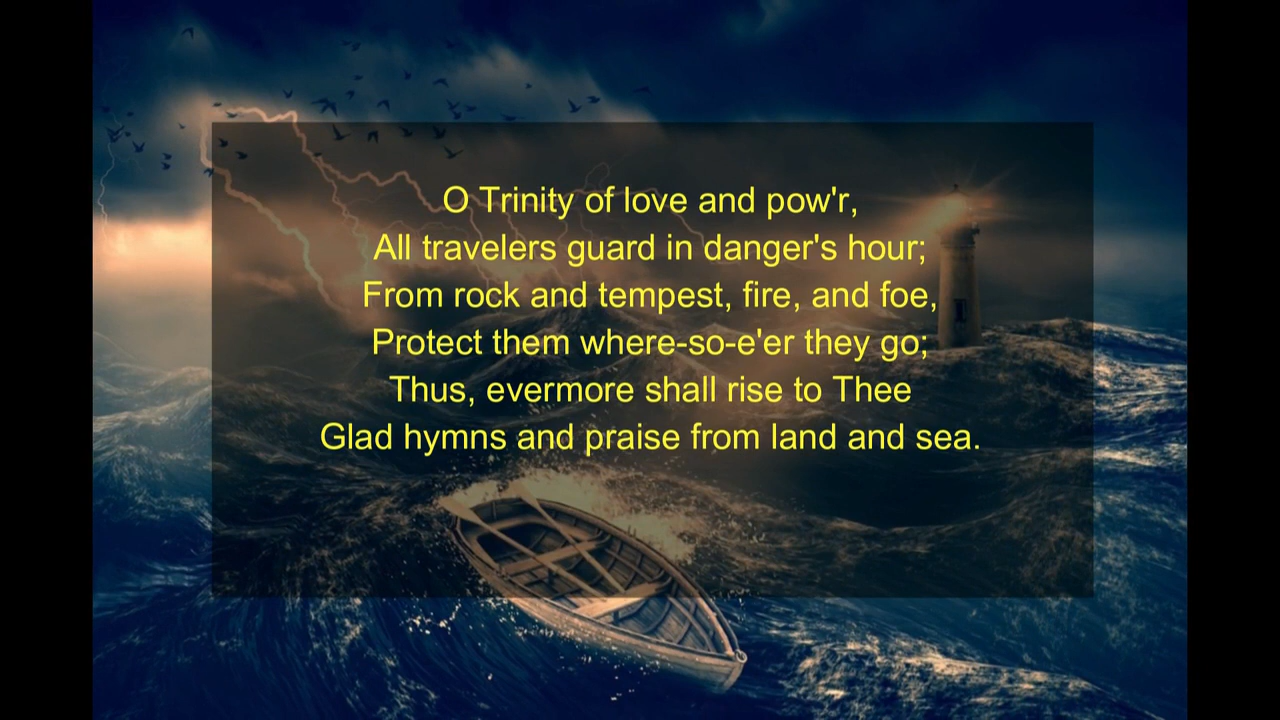 O Trinity of love and pow'r,
All travelers guard in danger's hour;
From rock and tempest, fire, and foe,
Protect them where-so-e'er they go;
Thus, evermore shall rise to Thee
Glad hymns and praise from land and sea.